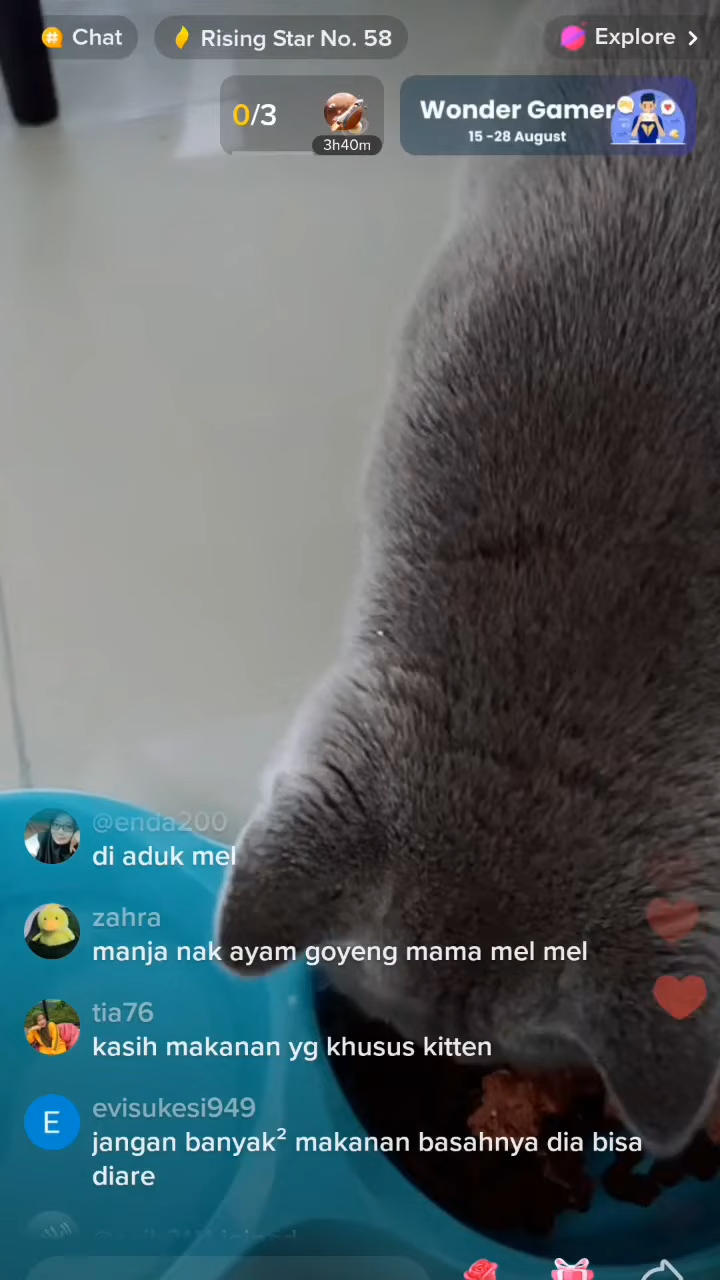 Chat
Rising Star No. 58
Explore
0/3
3h40m
Wonder Gamer
15 -28 August
@enda200
di aduk mel
zahra
manja nak ayam goyeng mama mel mel
tia76
kasih makanan yg khusus kitten
E
evisukesi949
jangan banyak² makanan basahnya dia bisa
diare
joined